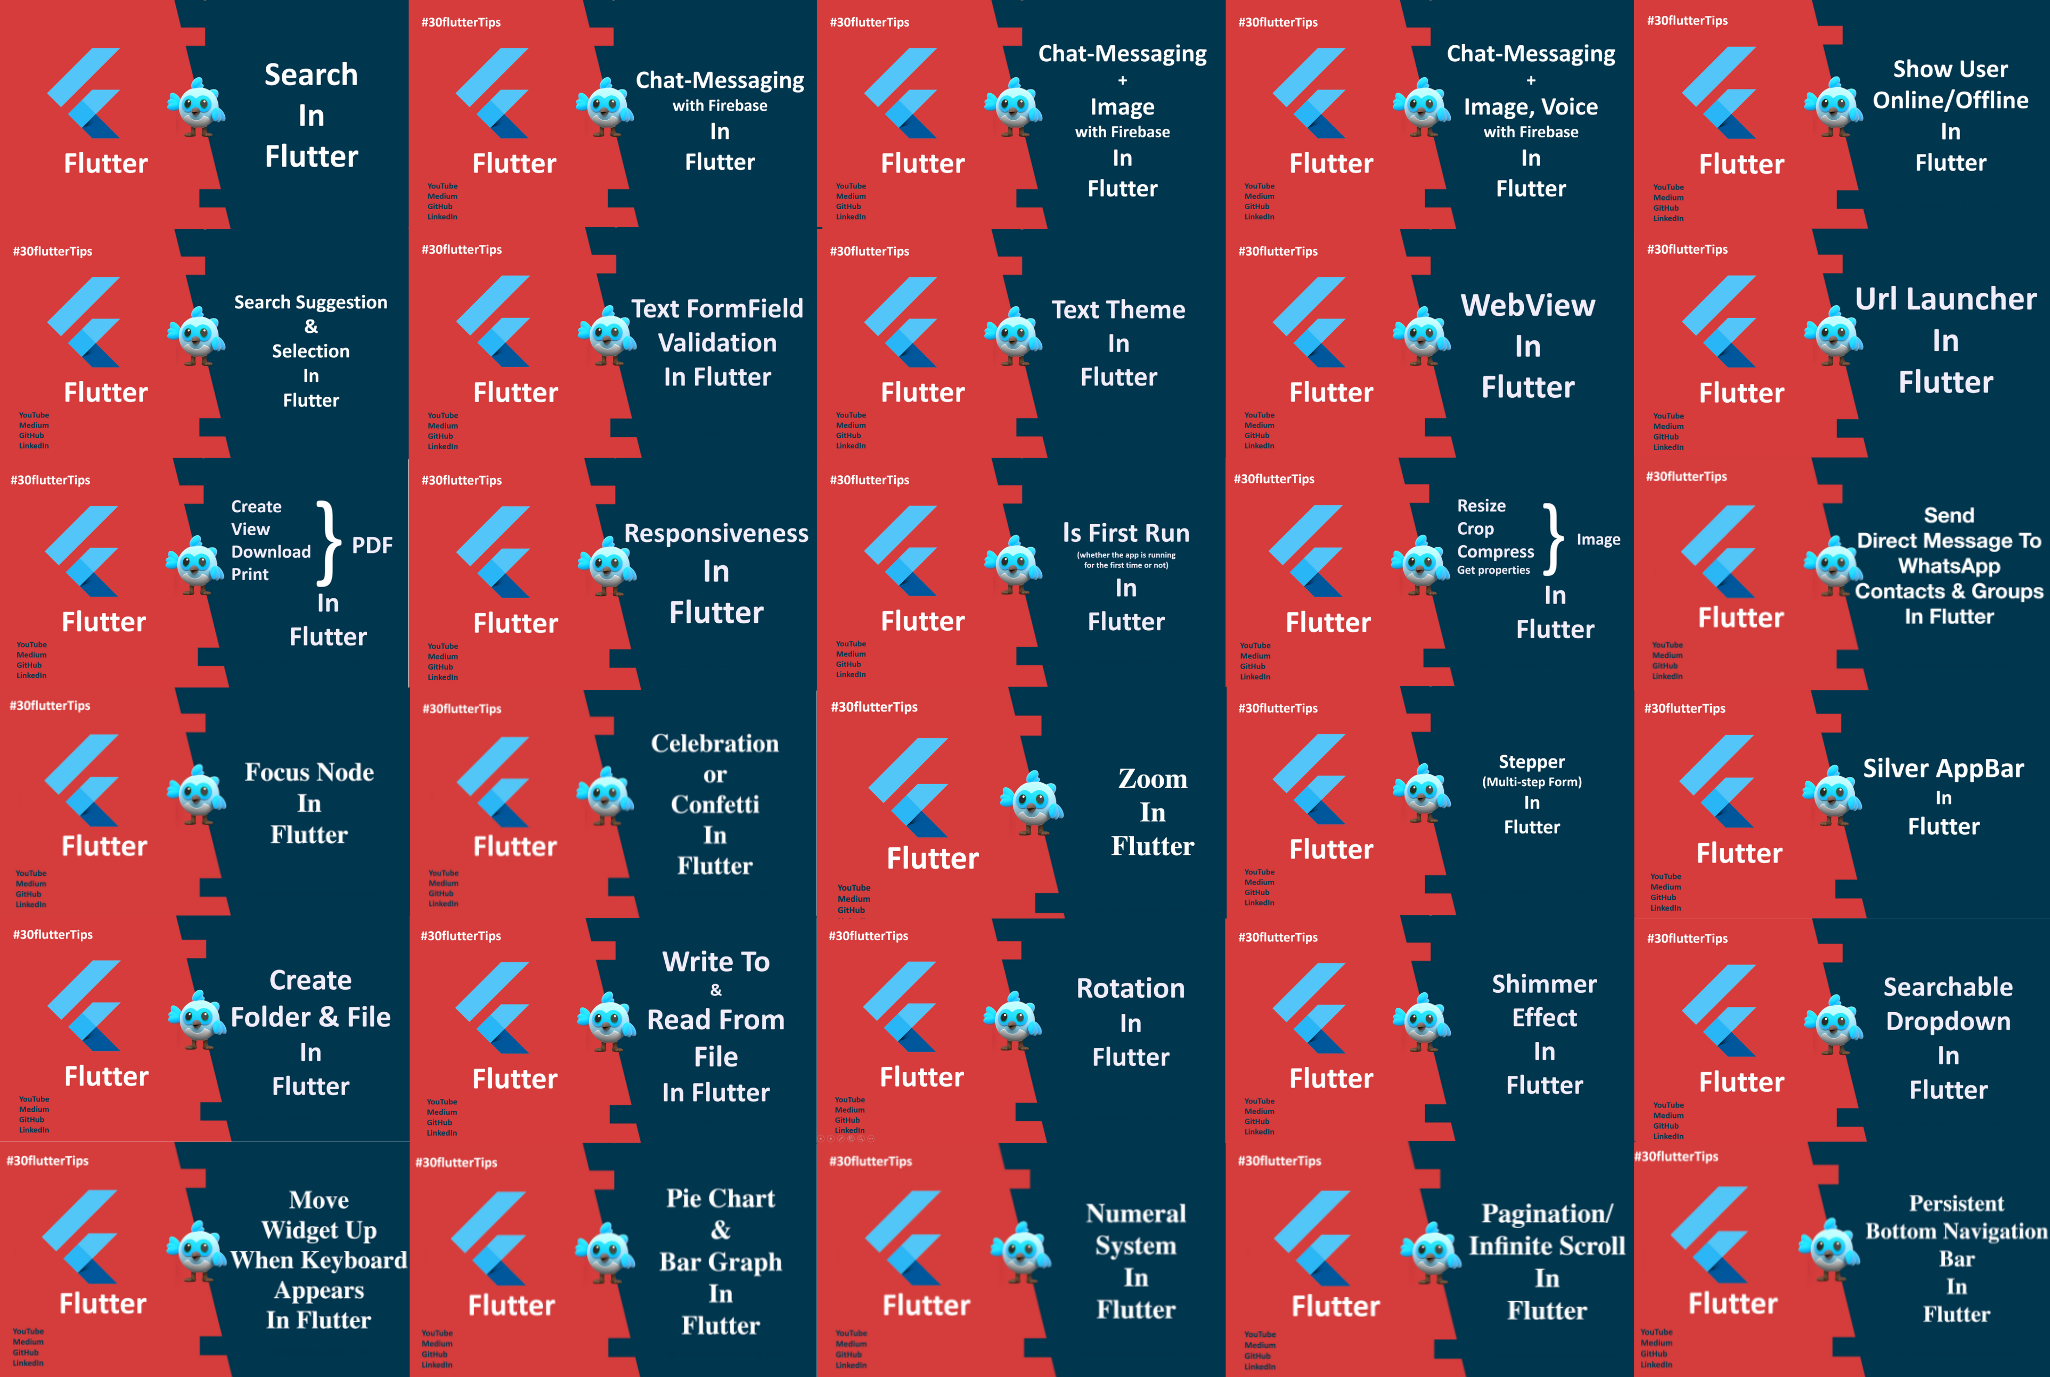 Search
In
Flutter
Flutter
#30flutterTips
Chat-Messaging
with Firebase
In
Flutter
Flutter
YouTube
Medium
GitHub
LinkedIn
#30flutterTips
Chat-Messaging
+
Image
with Firebase
In
Flutter
Flutter
YouTube
Medium
GitHub
LinkedIn
#30flutterTips
Chat-Messaging
+
Image, Voice
with Firebase
In
Flutter
Flutter
YouTube
Medium
GitHub
LinkedIn
#30flutterTips
Show User
Online/Offline
In
Flutter
Flutter
YouTube
Medium
GitHub
LinkedIn
#30flutterTips
Search Suggestion
&
Selection
In
Flutter
Flutter
YouTube
Medium
GitHub
LinkedIn
#30flutterTips
Text FormField
Validation
In Flutter
Flutter
YouTube
Medium
GitHub
LinkedIn
#30flutterTips
Text Theme
In
Flutter
Flutter
YouTube
Medium
GitHub
LinkedIn
#30flutterTips
WebView
In
Flutter
Flutter
YouTube
Medium
GitHub
LinkedIn
#30flutterTips
Url Launcher
In
Flutter
Flutter
YouTube
Medium
GitHub
LinkedIn
#30flutterTips
Create
View
Download
Print
} PDF
In
Flutter
Flutter
YouTube
Medium
GitHub
LinkedIn
#30flutterTips
Responsiveness
In
Flutter
Flutter
YouTube
Medium
GitHub
LinkedIn
#30flutterTips
Is First Run
(whether the app is running
for the first time or not)
In
Flutter
Flutter
YouTube
Medium
GitHub
LinkedIn
#30flutterTips
Resize
Crop
Compress
Get properties
} Image
In
Flutter
Flutter
YouTube
Medium
GitHub
LinkedIn
#30flutterTips
Send
Direct Message To
WhatsApp
Contacts & Groups
In Flutter
Flutter
YouTube
Medium
GitHub
LinkedIn
#30flutterTips
Focus Node
In
Flutter
Flutter
YouTube
Medium
GitHub
LinkedIn
#30flutterTips
Celebration
or
Confetti
In
Flutter
Flutter
YouTube
Medium
GitHub
LinkedIn
#30flutterTips
Zoom
In
Flutter
Flutter
YouTube
Medium
GitHub
#30flutterTips
Stepper
(Multi-step Form)
In
Flutter
Flutter
YouTube
Medium
GitHub
LinkedIn
#30flutterTips
Silver AppBar
In
Flutter
Flutter
YouTube
Medium
GitHub
LinkedIn
#30flutterTips
Create
Folder & File
In
Flutter
Flutter
YouTube
Medium
GitHub
LinkedIn
#30flutterTips
Write To
&
Read From
File
In Flutter
Flutter
YouTube
Medium
GitHub
LinkedIn
#30flutterTips
Rotation
In
Flutter
Flutter
YouTube
Medium
GitHub
LinkedIn
#30flutterTips
Shimmer
Effect
In
Flutter
Flutter
YouTube
Medium
GitHub
LinkedIn
#30flutterTips
Searchable
Dropdown
In
Flutter
Flutter
YouTube
Medium
GitHub
LinkedIn
#30flutterTips
Move
Widget Up
When Keyboard
Appears
In Flutter
Flutter
YouTube
Medium
GitHub
LinkedIn
#30flutterTips
Pie Chart
&
Bar Graph
In
Flutter
Flutter
YouTube
Medium
GitHub
LinkedIn
#30flutterTips
Numeral
System
In
Flutter
Flutter
YouTube
Medium
GitHub
LinkedIn
#30flutterTips
Pagination/
Infinite Scroll
In
Flutter
Flutter
YouTube
Medium
GitHub
LinkedIn
#30flutterTips
Persistent
Bottom Navigation
Bar
In
Flutter
Flutter
YouTube
Medium
GitHub
LinkedIn